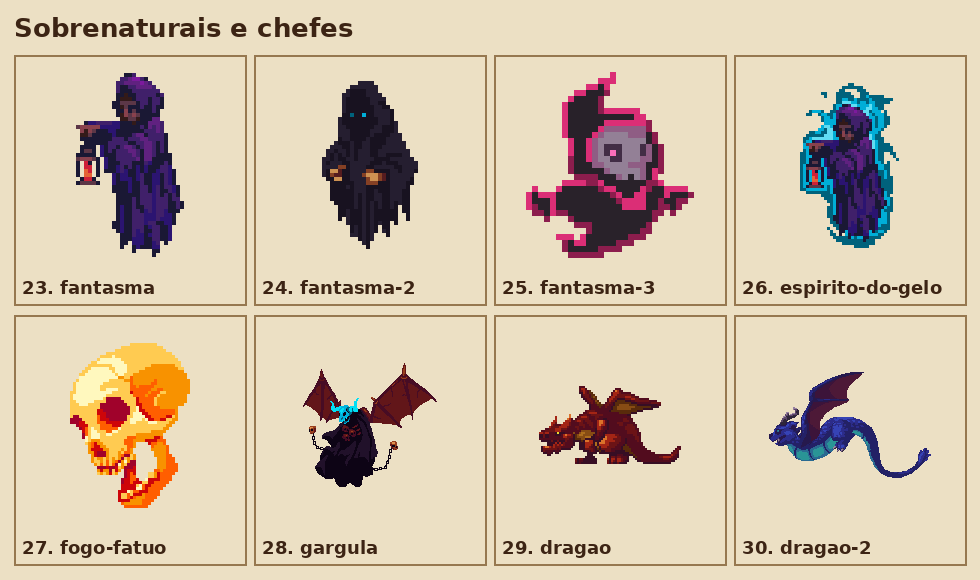 Sobrenaturais e chefes
23. fantasma
24. fantasma-2
25. fantasma-3
26. espirito-do-gelo
27. fogo-fatuo
28. gargula
29. dragao
30. dragao-2